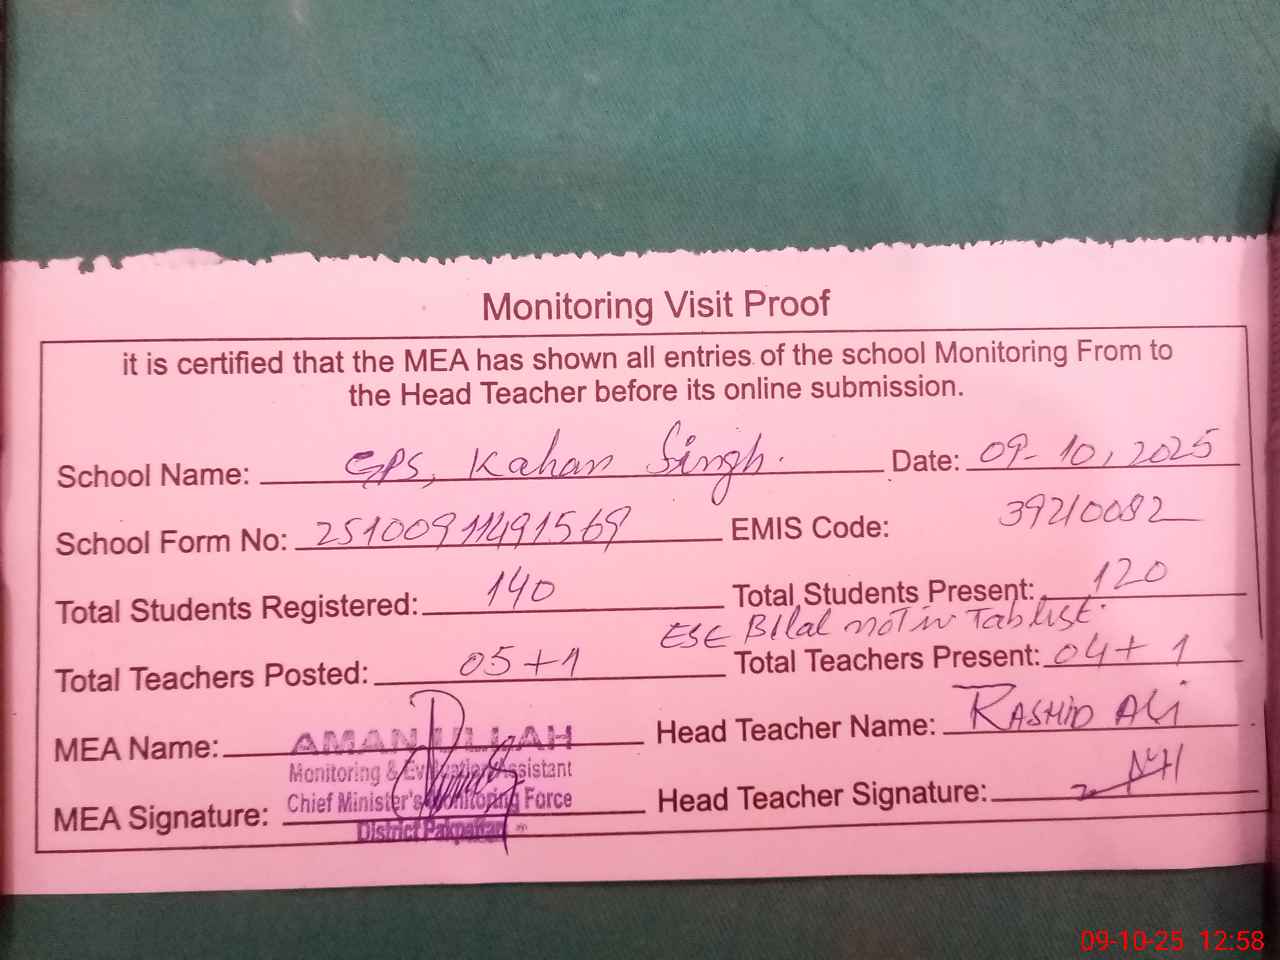 Monitoring Visit Proof
it is certified that the MEA has shown all entries of the school Monitoring From to
the Head Teacher before its online submission.
School Name: GPS, Kahan Singh. Date: 09-10,2025
School Form No: 25100911491569 EMIS Code: 39210082
Total Students Registered: 140 Total Students Present: 120
ESE Bilal not in Tab list.
Total Teachers Posted: 05+1 Total Teachers Present: 04+1
MEA Name: AMAN ULLAH Head Teacher Name: RASHID ALI
Monitoring & Evaluation Assistant
Chief Minister's Monitoring Force
MEA Signature: Head Teacher Signature:
District Pakpattan
09-10-25 12:58